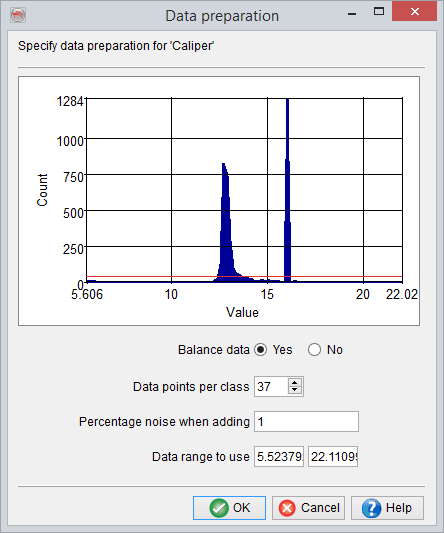 Data preparation
Specify data preparation for 'Caliper'
1284
1000
750
500
250
0
Count
5.606 10 15 20 22.02
Value
Balance data Yes No
Data points per class 37
Percentage noise when adding 1
Data range to use 5.52379 22.1109
OK Cancel Help